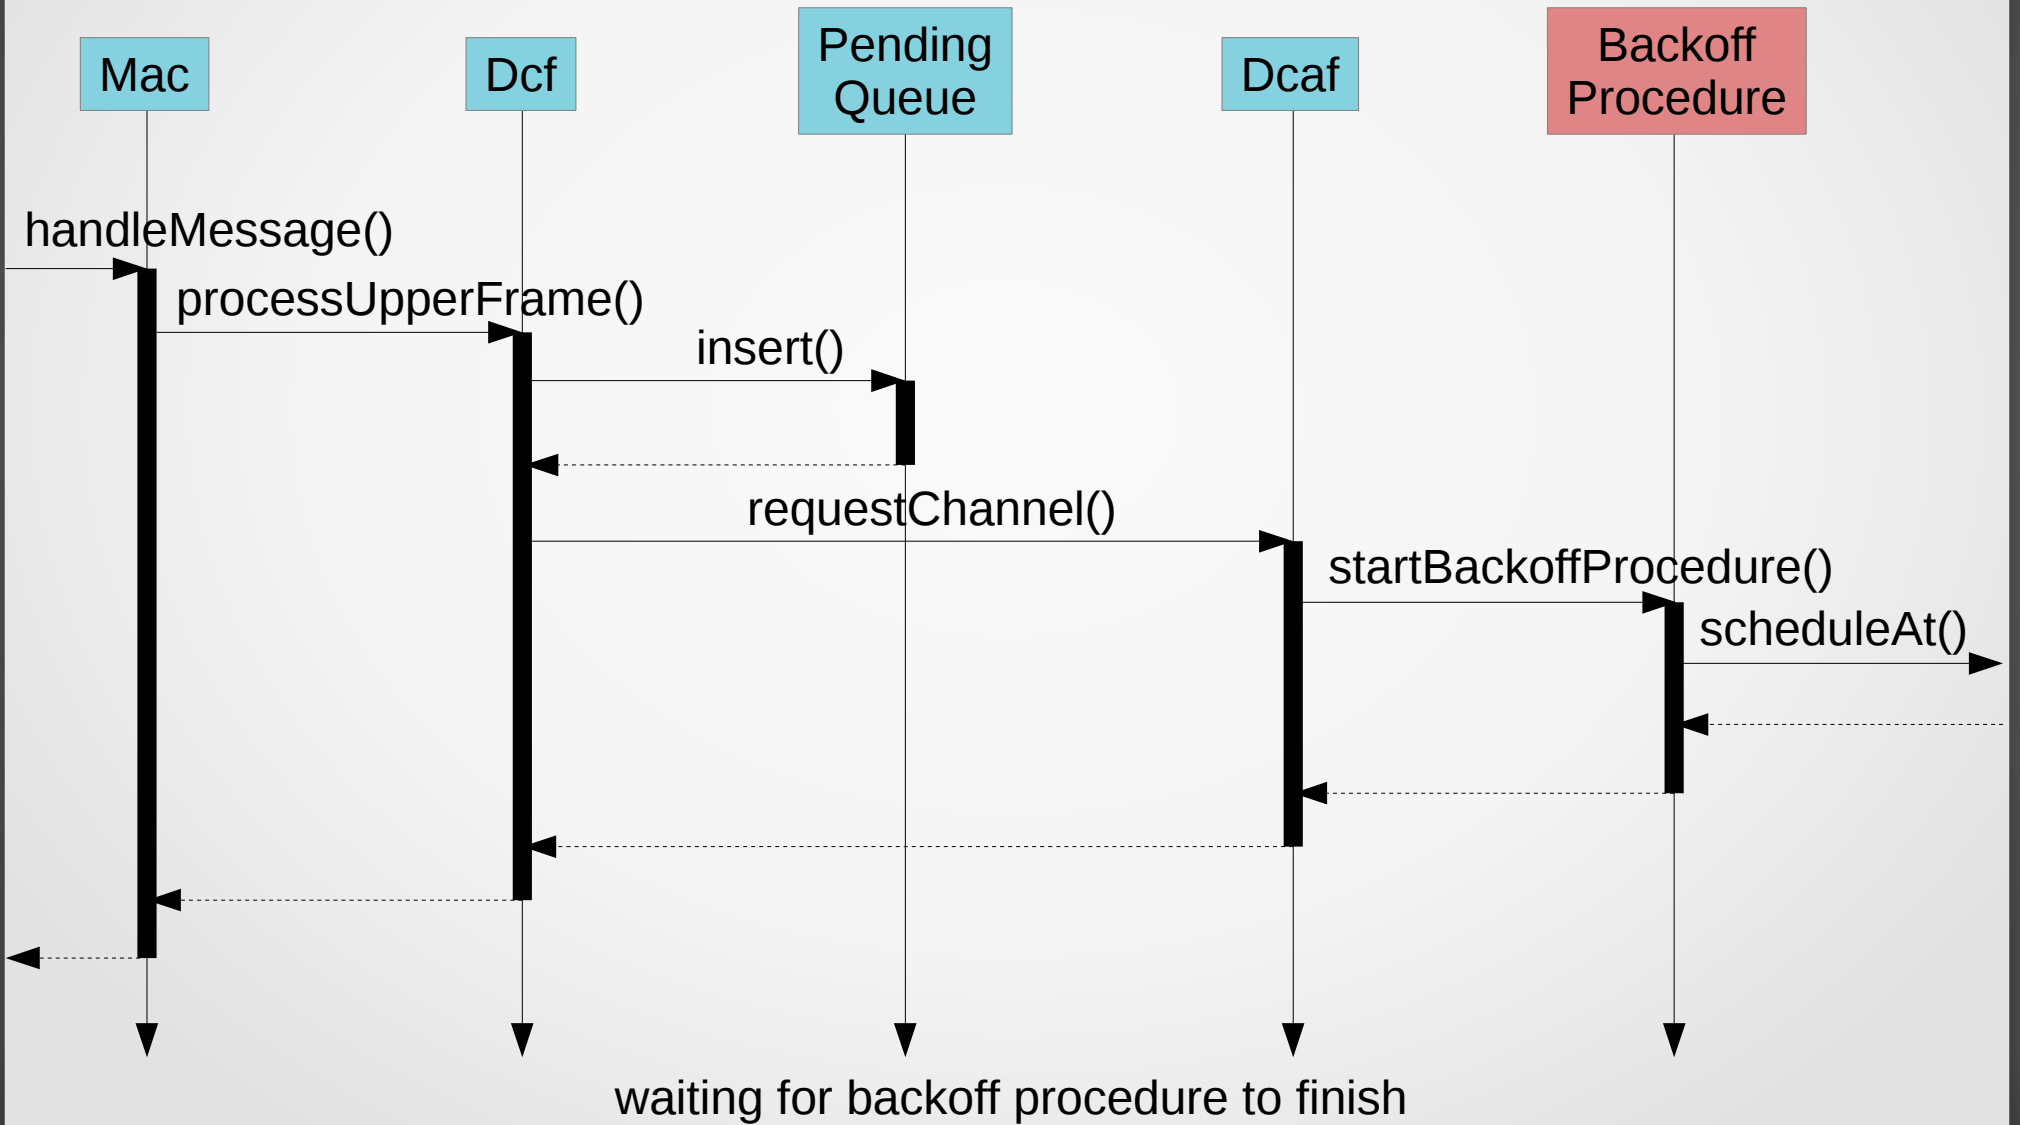 Mac
Dcf
Pending
Queue
Dcaf
Backoff
Procedure
handleMessage()
processUpperFrame()
insert()
requestChannel()
startBackoffProcedure()
scheduleAt()
waiting for backoff procedure to finish